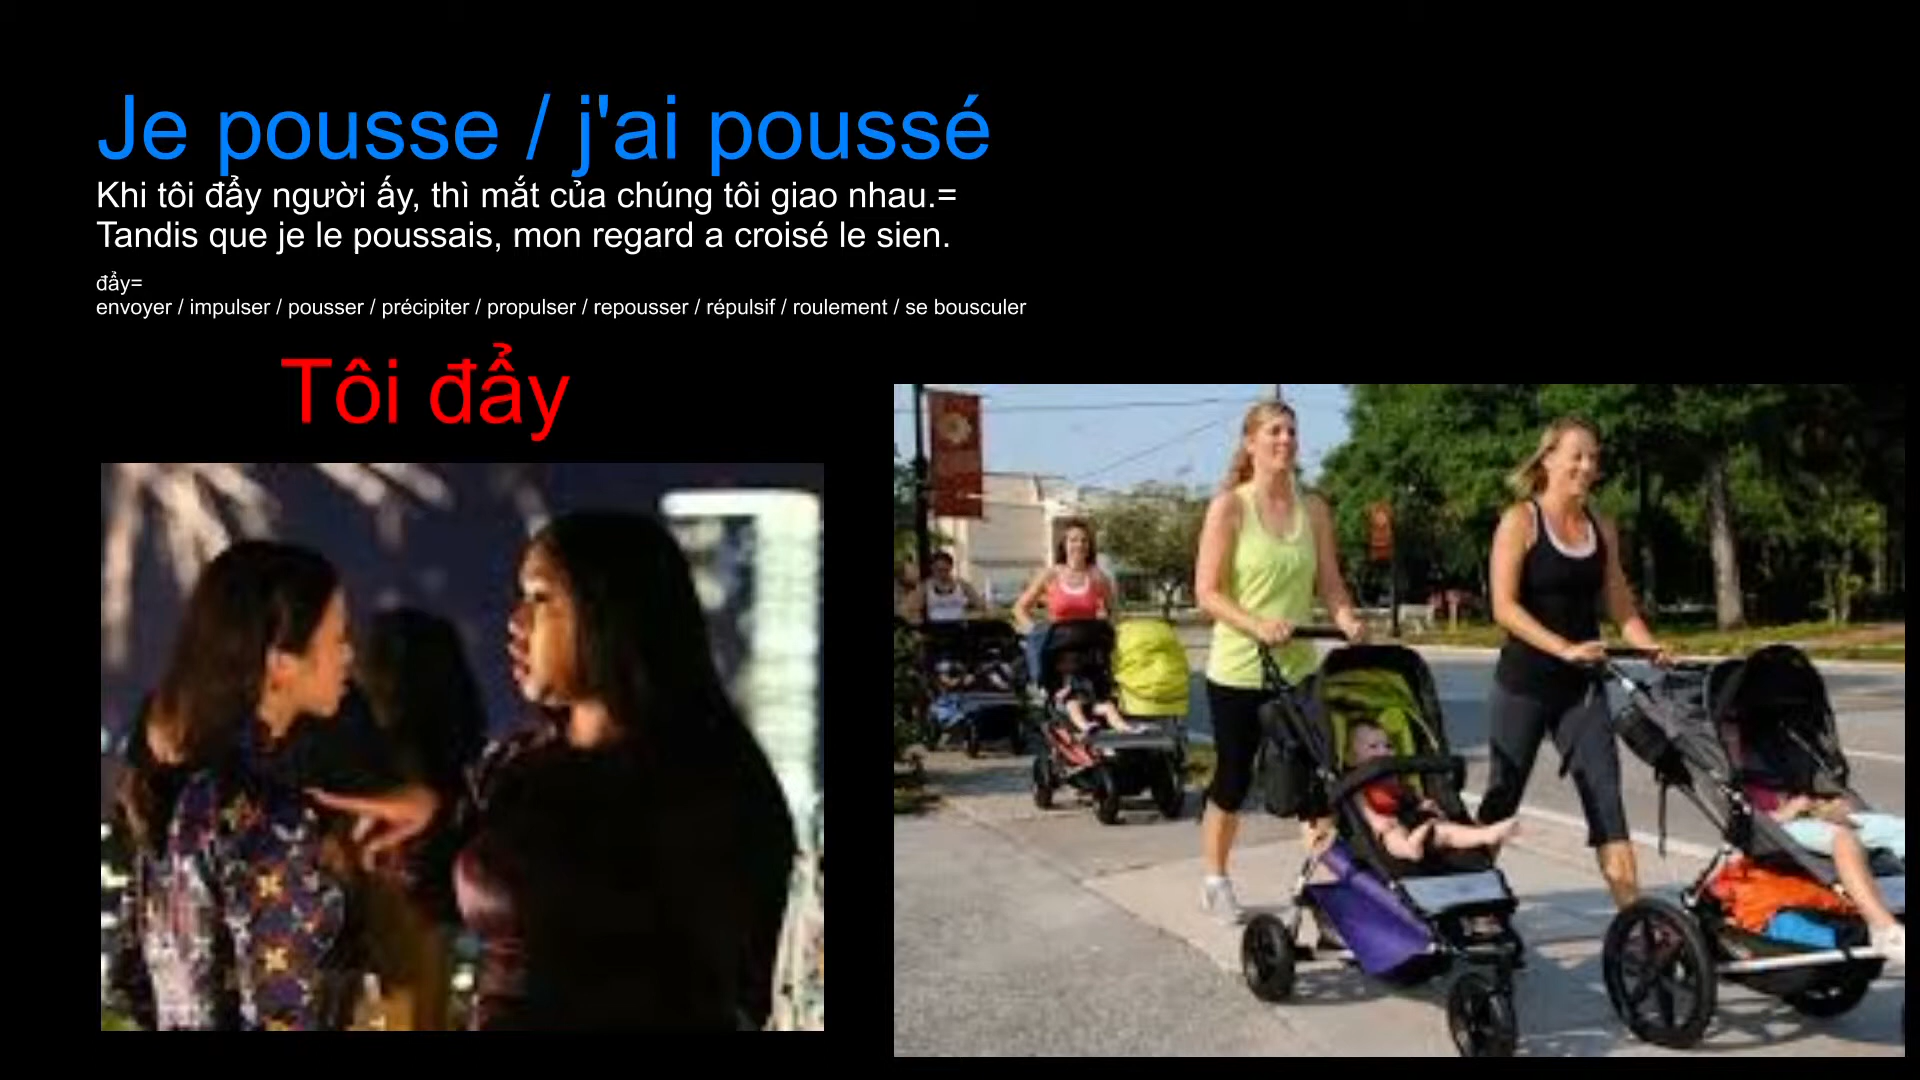 Je pousse / j'ai poussé
Khi tôi đẩy người ấy, thì mắt của chúng tôi giao nhau.=
Tandis que je le poussais, mon regard a croisé le sien.
đẩy=
envoyer / impulser / pousser / précipiter / propulser / repousser / répulsif / roulement / se bousculer
Tôi đẩy